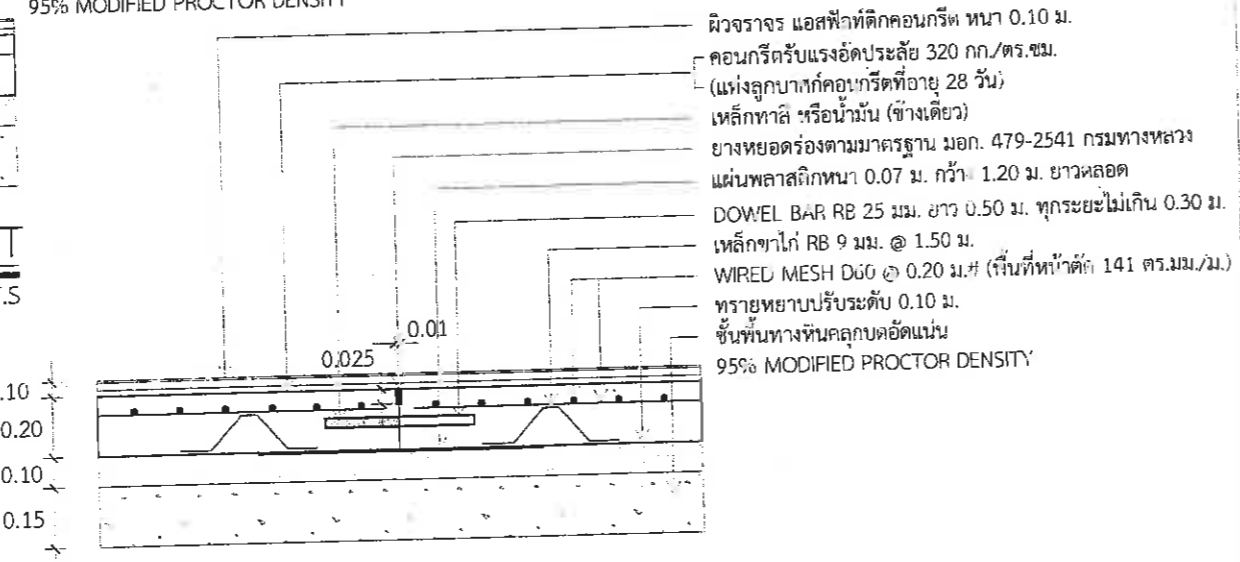 95% MODIFIED PROCTOR DENSITY
ผิวจราจร แอสฟัาท์ติกคอนกรีต หนา 0.10 ม.
คอนกรีตรับแรงอัดประลัย 320 กก./ตร.ซม.
(แท่งลูกบาศก์คอนกรีตที่อายุ 28 วัน)
เหล็กทาสี หรือน้ำมัน (ข้างเดียว)
ยางหยอดร่องตามมาตรฐาน มอก. 479-2541 กรมทางหลวง
แผ่นพลาสติกหนา 0.07 ม. กว้าง 1.20 ม. ยาวตลอด
DOWEL BAR RB 25 มม. ยาว 0.50 ม. ทุกระยะไม่เกิน 0.30 ม.
เหล็กขาไก่ RB 9 มม. @ 1.50 ม.
WIRED MESH D60 @ 0.20 ม.# (พื้นที่หน้าตัด 141 ตร.มม./ม.)
ทรายหยาบปรับระดับ 0.10 ม.
ชั้นพื้นทางหินคลุกบดอัดแน่น
95% MODIFIED PROCTOR DENSITY
T
.S
0.01
0.025
.10
0.20
0.10
0.15